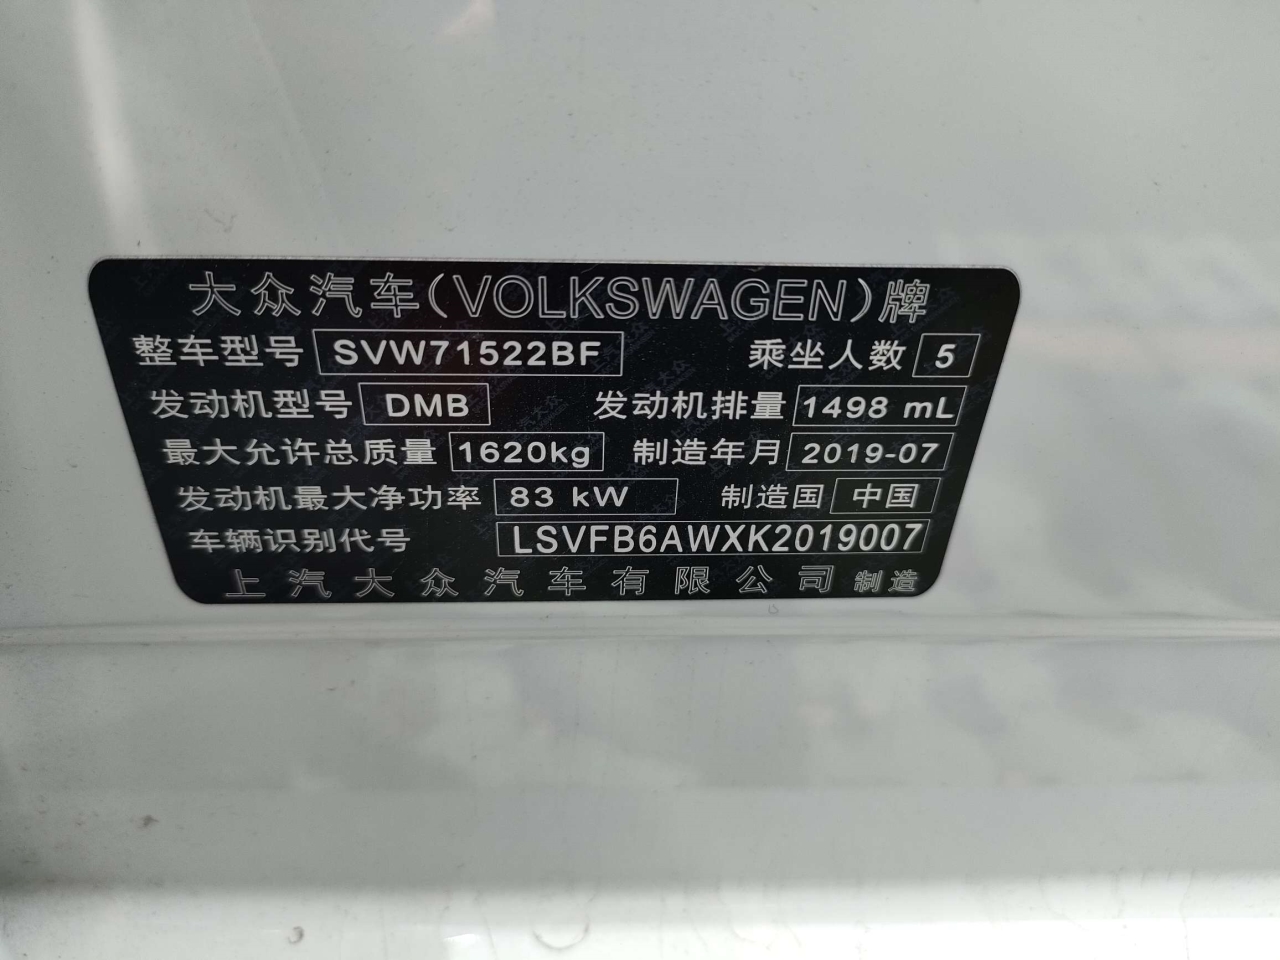 大众汽车(VOLKSWAGEN)牌
整车型号 SVW71522BF 乘坐人数 5
发动机型号 DMB 发动机排量 1498 mL
最大允许总质量 1620kg 制造年月 2019-07
发动机最大净功率 83 kW 制造国 中国
车辆识别代号 LSVFB6AWXK2019007
上汽大众汽车有限公司 制造